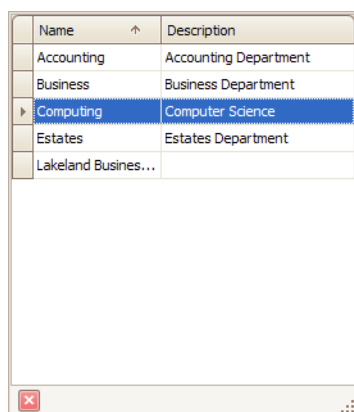 Name Description
Accounting Accounting Department
Business Business Department
Computing Computer Science
Estates Estates Department
Lakeland Busines...